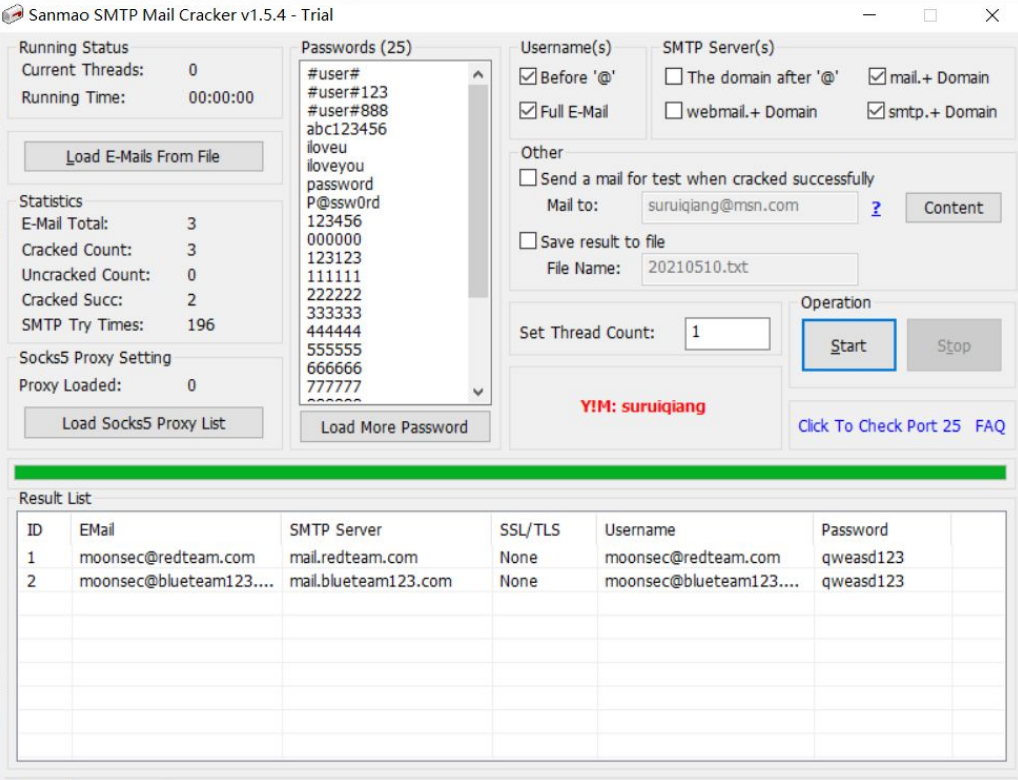 Sanmao SMTP Mail Cracker v1.5.4 - Trial
Running Status
Current Threads: 0
Running Time: 00:00:00
Load E-Mails From File
Statistics
E-Mail Total: 3
Cracked Count: 3
Uncracked Count: 0
Cracked Succ: 2
SMTP Try Times: 196
Socks5 Proxy Setting
Proxy Loaded: 0
Load Socks5 Proxy List
Passwords (25)
#user#
#user#123
#user#888
abc123456
iloveu
iloveyou
password
P@ssw0rd
123456
000000
123123
111111
222222
333333
444444
555555
666666
777777
Load More Password
Username(s)
Before '@'
Full E-Mail
SMTP Server(s)
The domain after '@' mail.+ Domain
webmail.+ Domain smtp.+ Domain
Other
Send a mail for test when cracked successfully
Mail to: suruiqiang@msn.com ? Content
Save result to file
File Name: 20210510.txt
Set Thread Count: 1
Operation
Start Stop
Y!M: suruiqiang
Click To Check Port 25 FAQ
Result List
ID EMail SMTP Server SSL/TLS Username Password
1 moonsec@redteam.com mail.redteam.com None moonsec@redteam.com qweasd123
2 moonsec@blueteam123.... mail.blueteam123.com None moonsec@blueteam123.... qweasd123